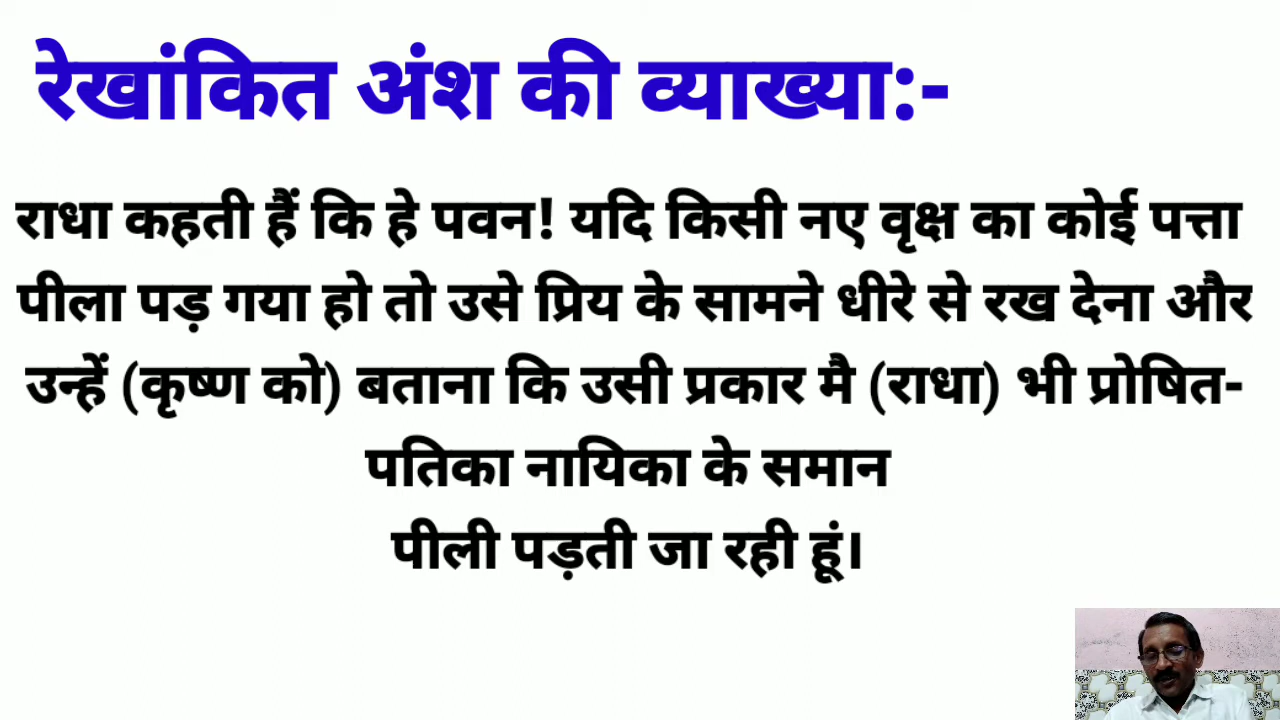 रेखांकित अंश की व्याख्या:-
राधा कहती हैं कि हे पवन! यदि किसी नए वृक्ष का कोई पत्ता
पीला पड़ गया हो तो उसे प्रिय के सामने धीरे से रख देना और
उन्हें (कृष्ण को) बताना कि उसी प्रकार मै (राधा) भी प्रोषित-
पतिका नायिका के समान
पीली पड़ती जा रही हूं।